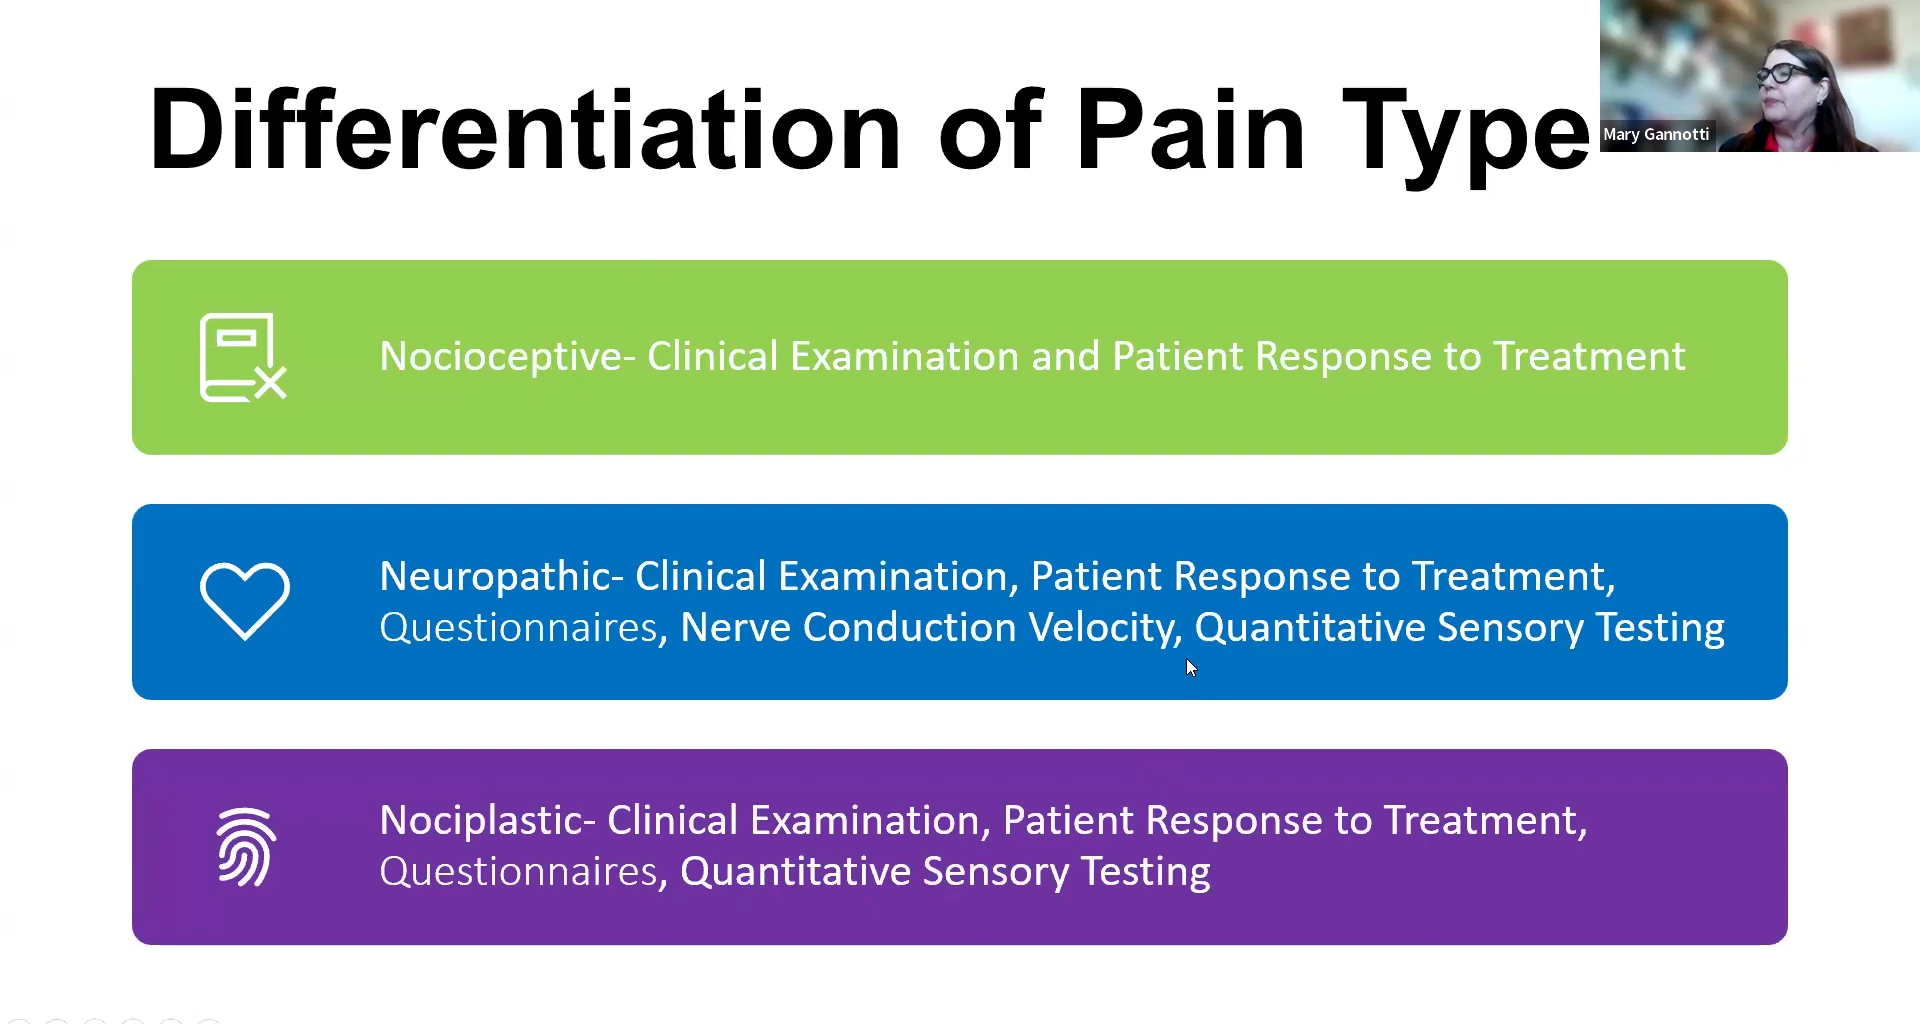 Differentiation of Pain Type
Mary Gannotti
Nocioceptive- Clinical Examination and Patient Response to Treatment
Neuropathic- Clinical Examination, Patient Response to Treatment,
Questionnaires, Nerve Conduction Velocity, Quantitative Sensory Testing
Nociplastic- Clinical Examination, Patient Response to Treatment,
Questionnaires, Quantitative Sensory Testing